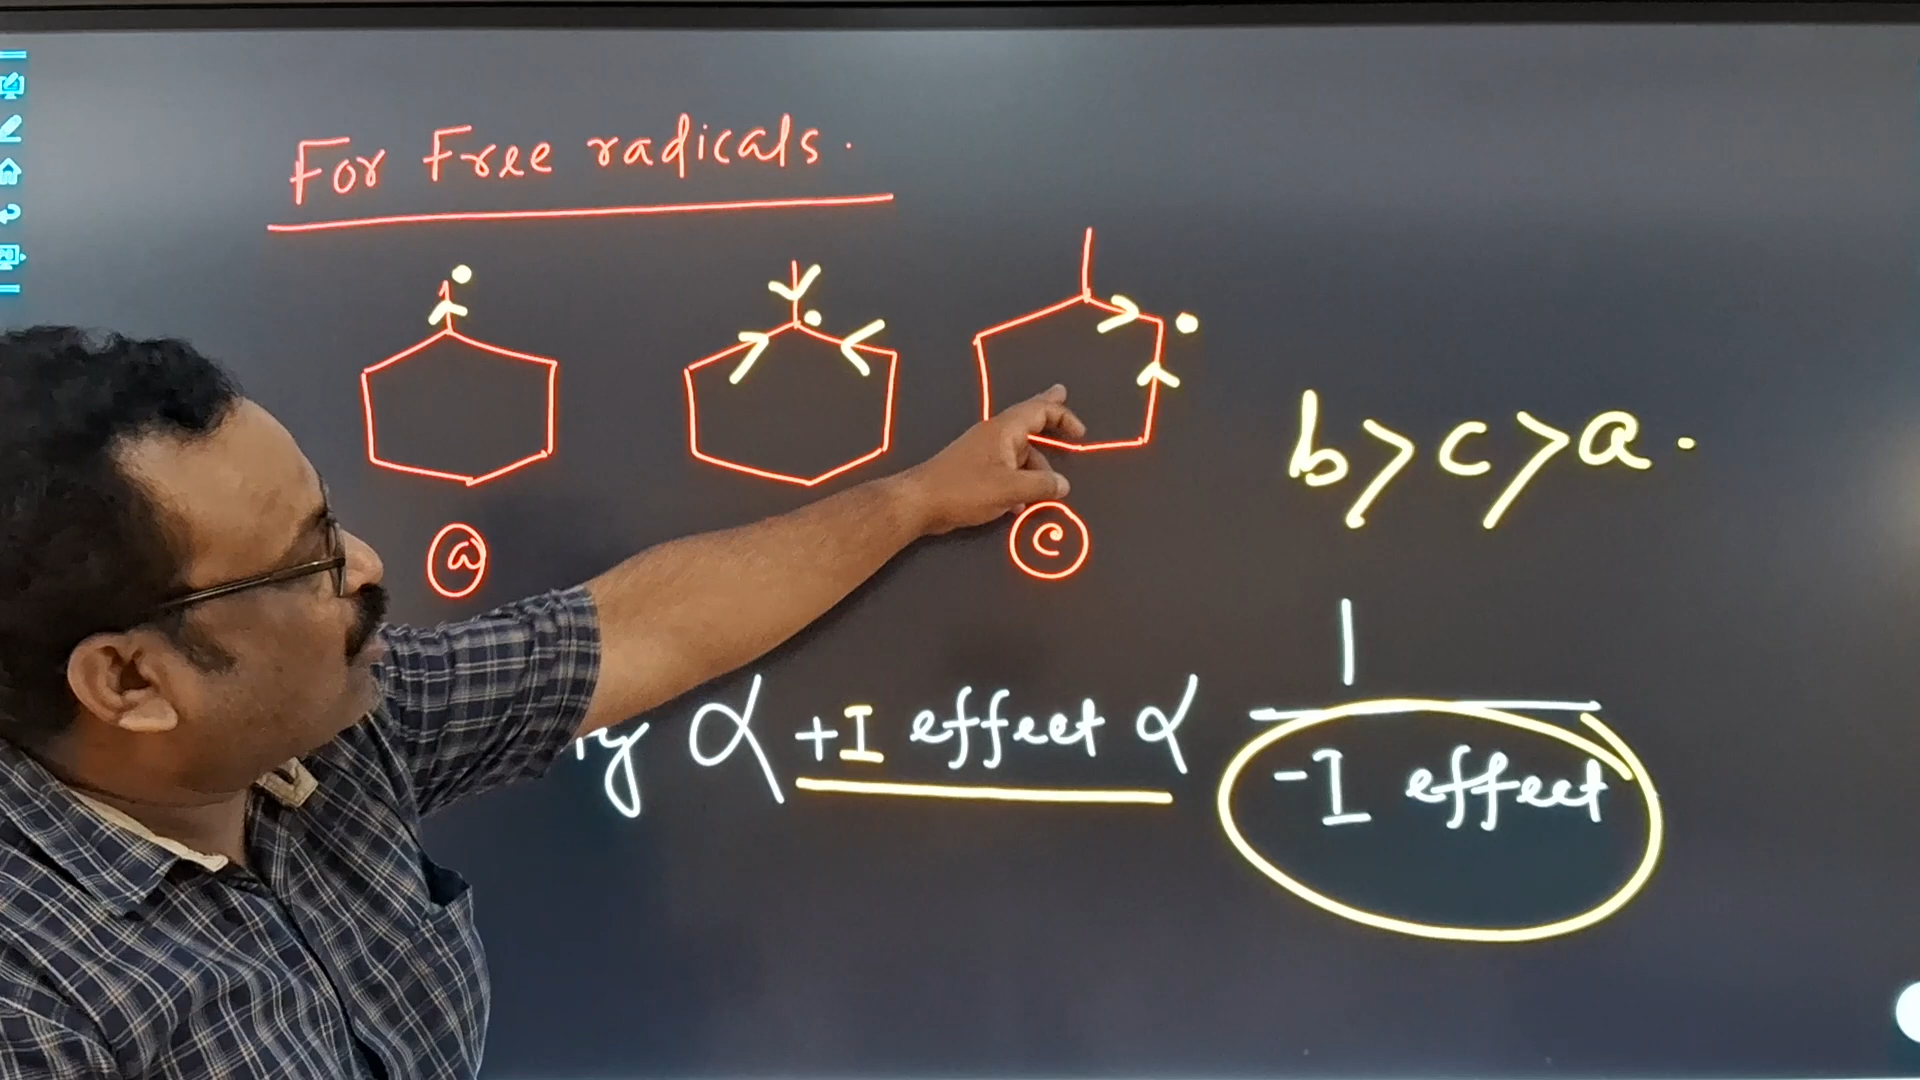 For Free radicals.
a c
b > c > a.
α +I effect α 1
-I effect